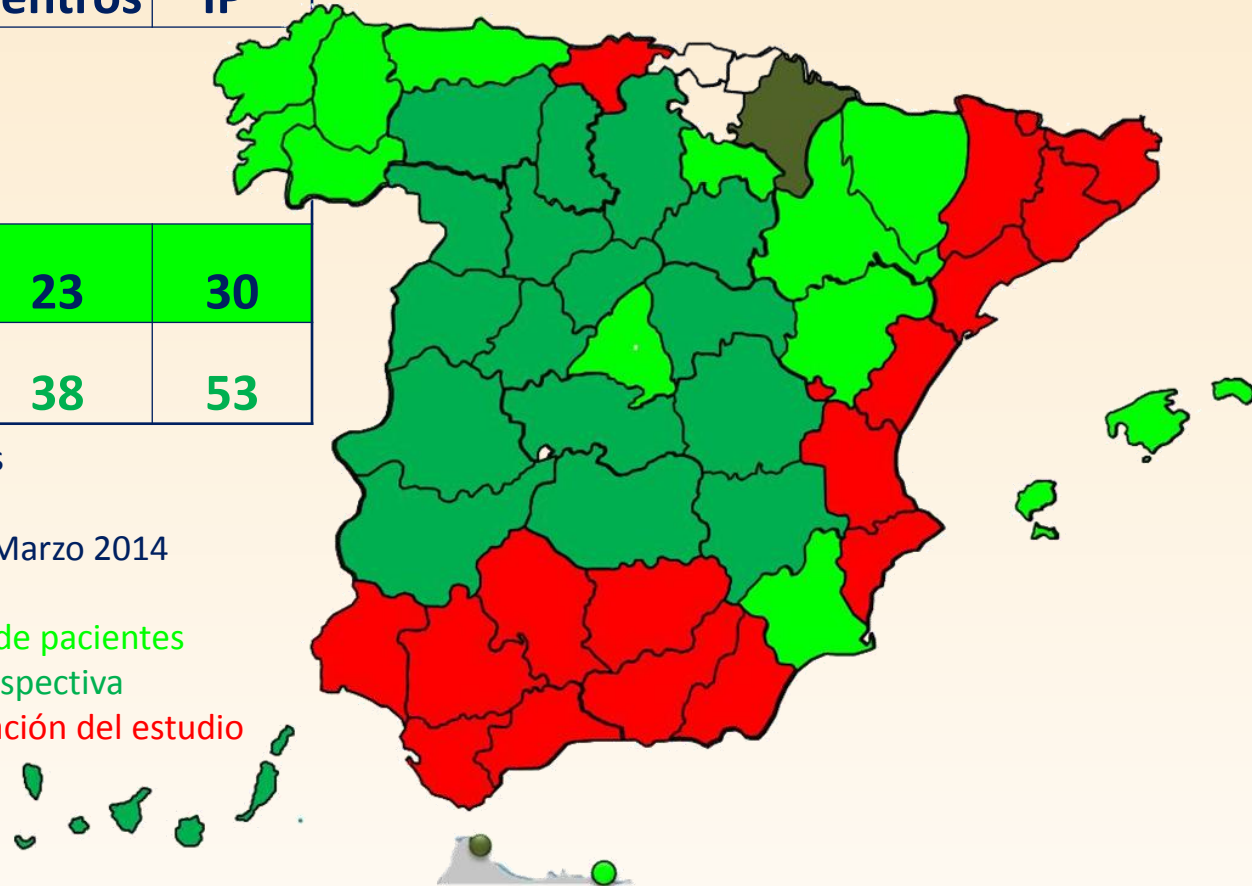 entros IP
23 30
38 53
s
Marzo 2014
de pacientes
spectiva
ación del estudio